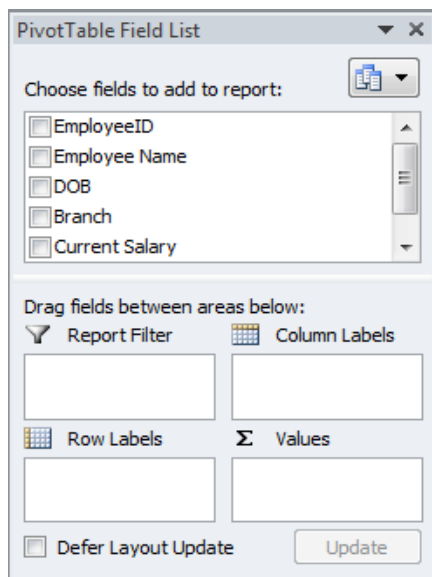 PivotTable Field List
Choose fields to add to report:
EmployeeID
Employee Name
DOB
Branch
Current Salary
Drag fields between areas below:
Report Filter
Column Labels
Row Labels
Σ Values
Defer Layout Update
Update